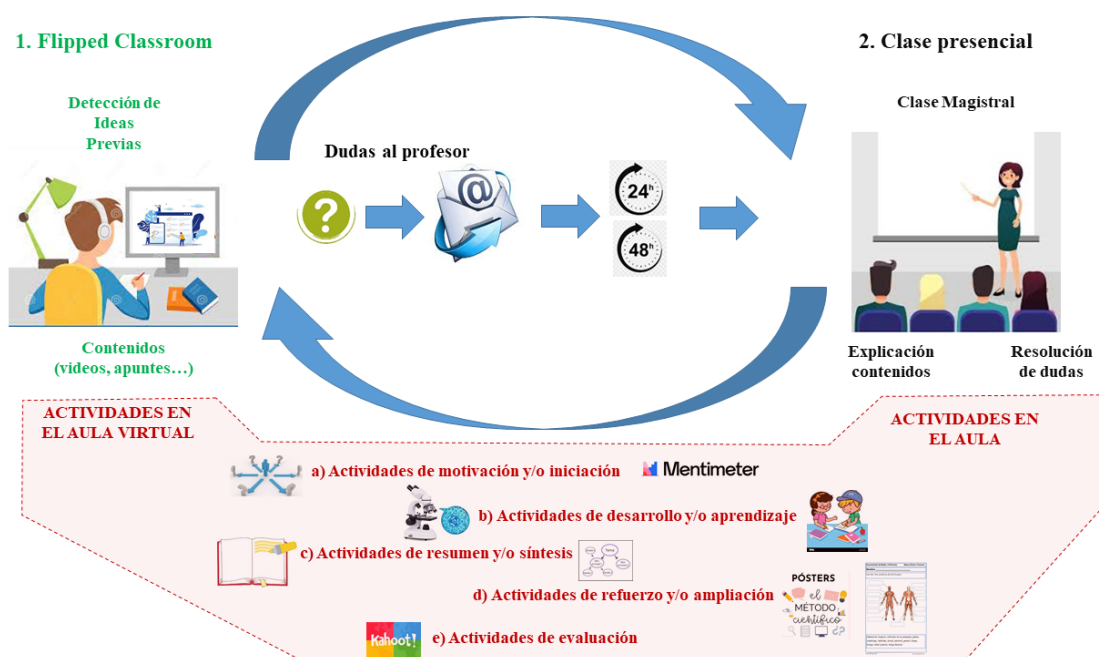 1. Flipped Classroom
2. Clase presencial
Detección de
Ideas
Previas
Clase Magistral
Dudas al profesor
?
@
24h
48h
Contenidos
(videos, apuntes…)
Explicación
contenidos
Resolución
de dudas
ACTIVIDADES EN
EL AULA VIRTUAL
ACTIVIDADES EN
EL AULA
a) Actividades de motivación y/o iniciación
Mentimeter
b) Actividades de desarrollo y/o aprendizaje
c) Actividades de resumen y/o síntesis
Tema
d) Actividades de refuerzo y/o ampliación
PÓSTERS
el
MÉTODO
científico
¿?
e) Actividades de evaluación
Kahoot!